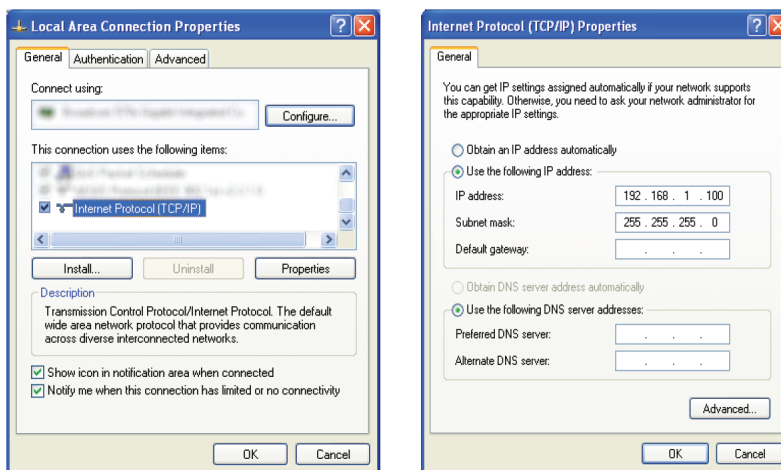 Local Area Connection Properties
General Authentication Advanced
Connect using:
Configure...
This connection uses the following items:
Internet Protocol (TCP/IP)
Install... Uninstall Properties
Description
Transmission Control Protocol/Internet Protocol. The default
wide area network protocol that provides communication
across diverse interconnected networks.
Show icon in notification area when connected
Notify me when this connection has limited or no connectivity
OK Cancel
Internet Protocol (TCP/IP) Properties
General
You can get IP settings assigned automatically if your network supports
this capability. Otherwise, you need to ask your network administrator for
the appropriate IP settings.
Obtain an IP address automatically
Use the following IP address:
IP address: 192 . 168 . 1 . 100
Subnet mask: 255 . 255 . 255 . 0
Default gateway: . . .
Obtain DNS server address automatically
Use the following DNS server addresses:
Preferred DNS server: . . .
Alternate DNS server: . . .
Advanced...
OK Cancel